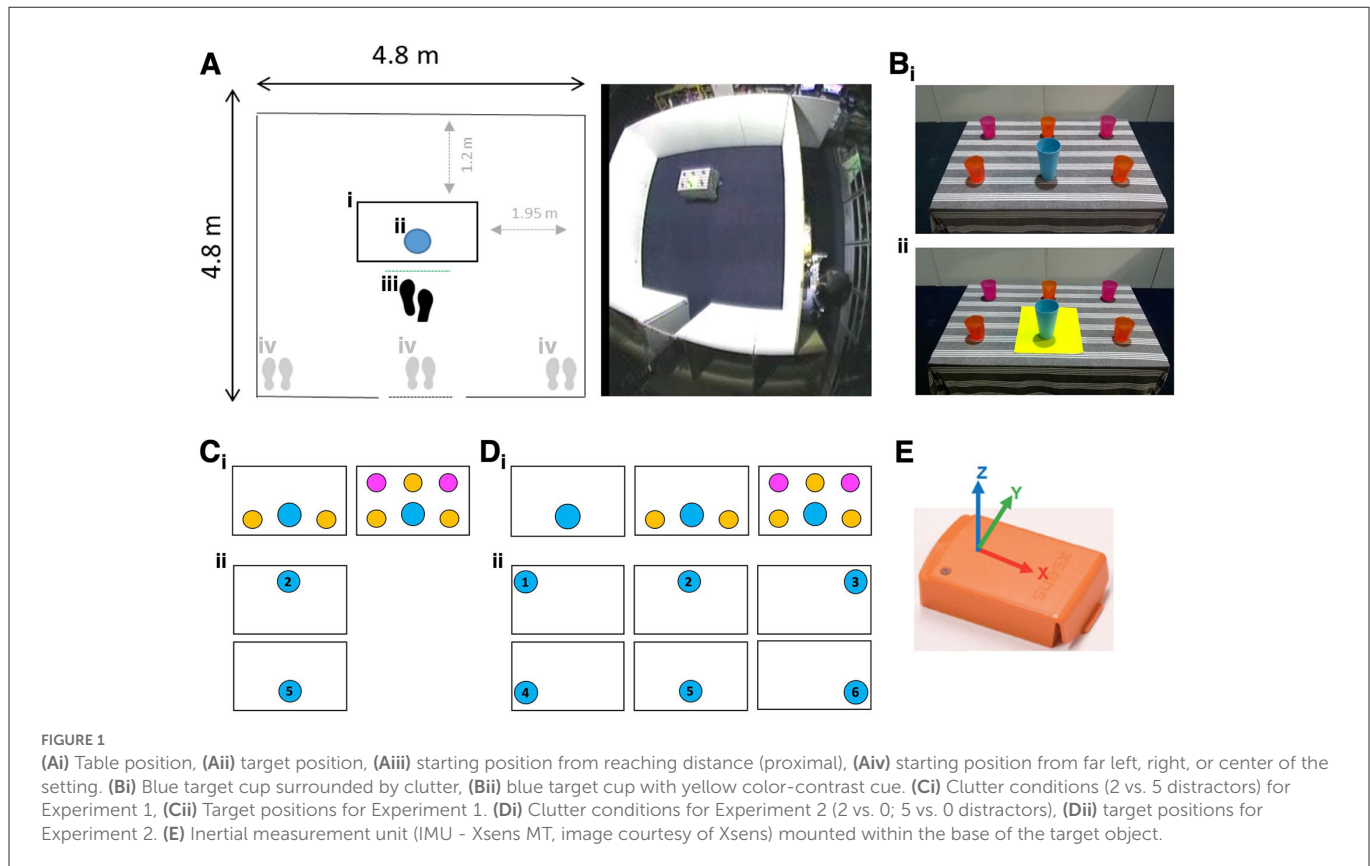 A
4.8 m
4.8 m
1.2 m
i
ii
1.95 m
iii
iv
iv
iv
Bi
ii
Ci
ii
2
5
Di
ii
1
2
3
4
5
6
E
Z
Y
X
xsens
FIGURE 1
(Ai) Table position, (Aii) target position, (Aiii) starting position from reaching distance (proximal), (Aiv) starting position from far left, right, or center of the
setting. (Bi) Blue target cup surrounded by clutter, (Bii) blue target cup with yellow color-contrast cue. (Ci) Clutter conditions (2 vs. 5 distractors) for
Experiment 1, (Cii) Target positions for Experiment 1. (Di) Clutter conditions for Experiment 2 (2 vs. 0; 5 vs. 0 distractors), (Dii) target positions for
Experiment 2. (E) Inertial measurement unit (IMU - Xsens MT, image courtesy of Xsens) mounted within the base of the target object.